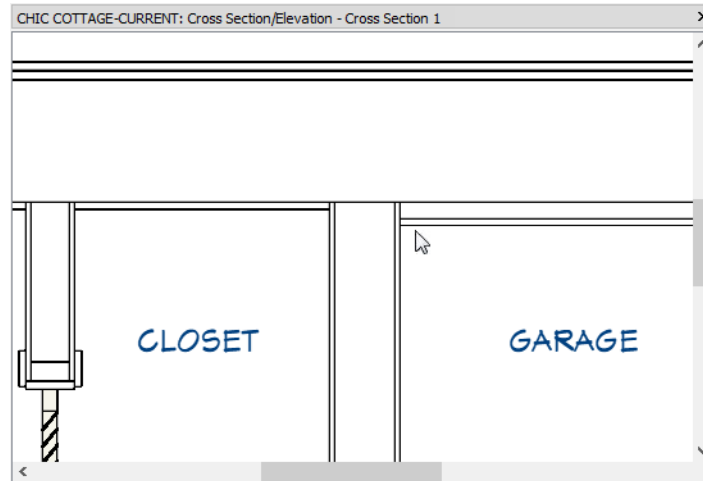 CHIC COTTAGE-CURRENT: Cross Section/Elevation - Cross Section 1
CLOSET
GARAGE